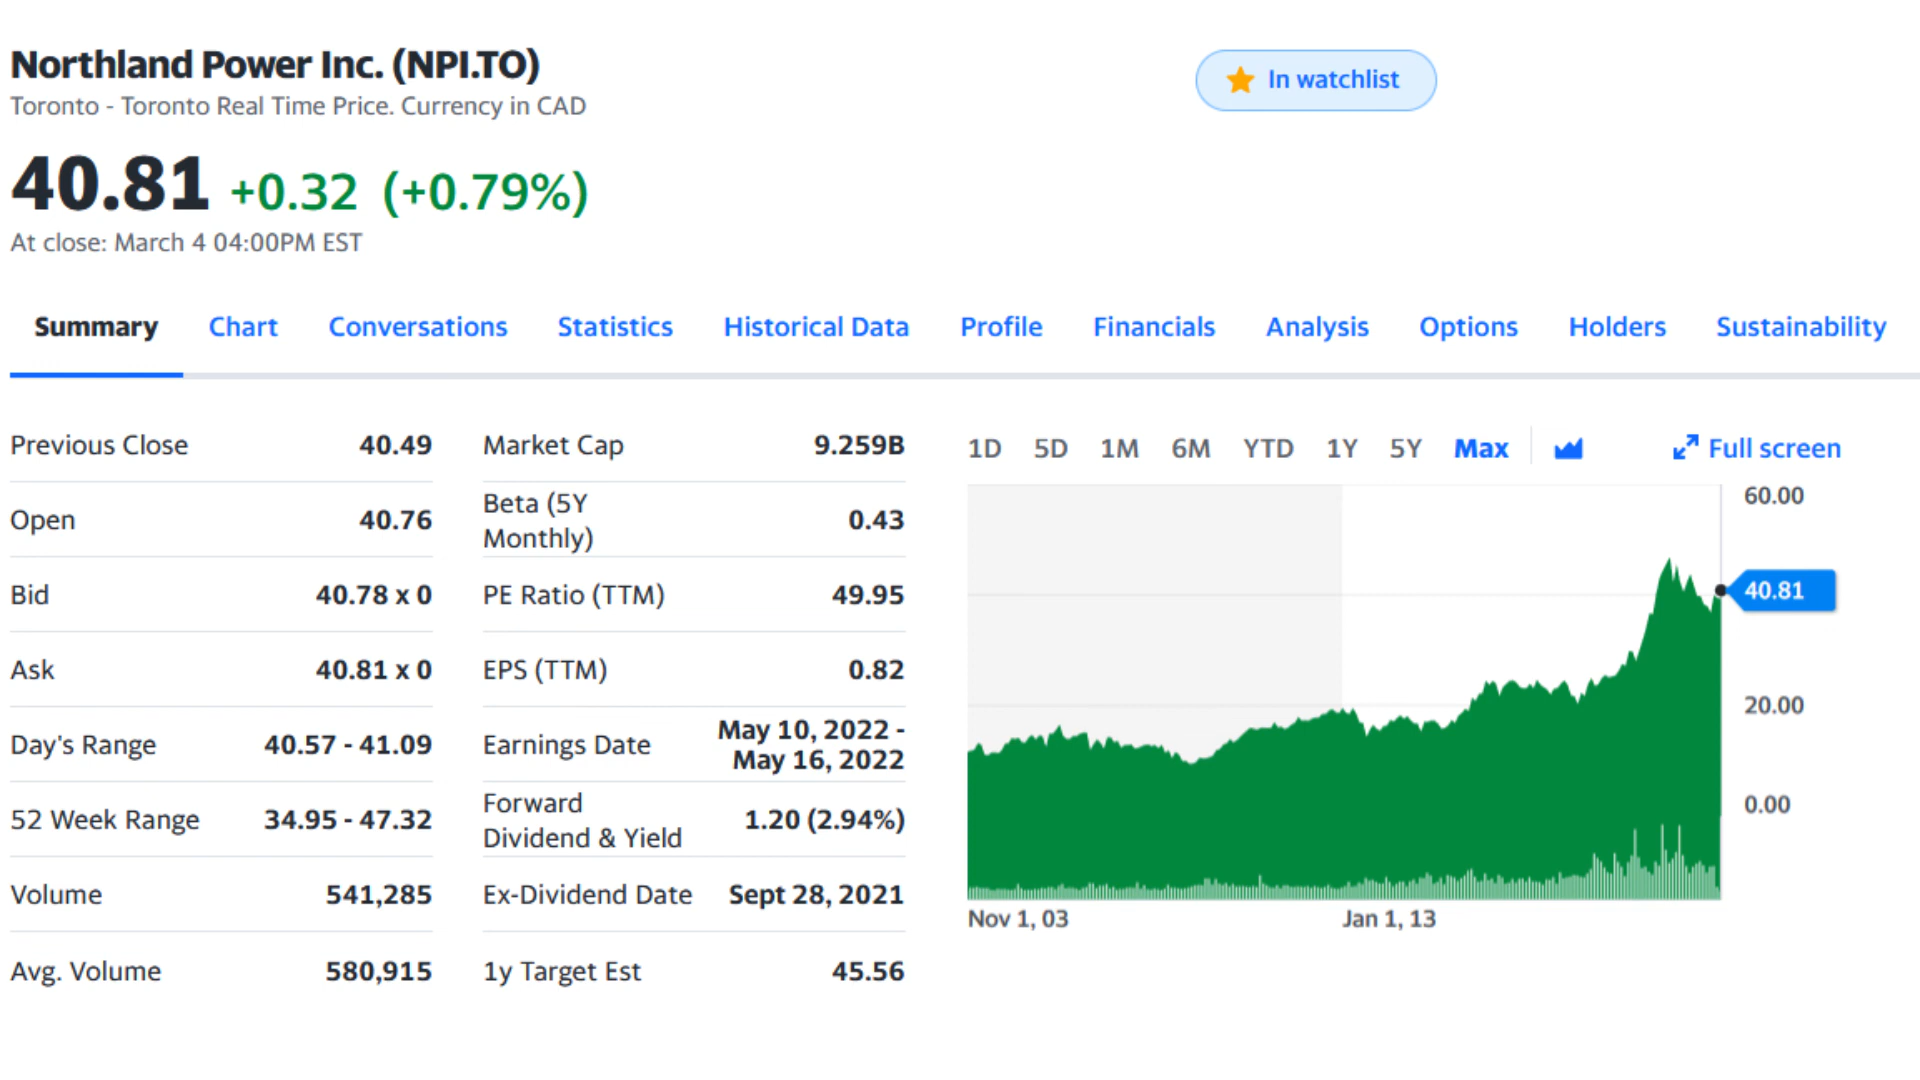 Northland Power Inc. (NPI.TO)
Toronto - Toronto Real Time Price. Currency in CAD
In watchlist
40.81 +0.32 (+0.79%)
At close: March 4 04:00PM EST
Summary Chart Conversations Statistics Historical Data Profile Financials Analysis Options Holders Sustainability
Previous Close 40.49
Open 40.76
Bid 40.78 x 0
Ask 40.81 x 0
Day's Range 40.57 - 41.09
52 Week Range 34.95 - 47.32
Volume 541,285
Avg. Volume 580,915
Market Cap 9.259B
Beta (5Y
Monthly) 0.43
PE Ratio (TTM) 49.95
EPS (TTM) 0.82
Earnings Date May 10, 2022 -
May 16, 2022
Forward
Dividend & Yield 1.20 (2.94%)
Ex-Dividend Date Sept 28, 2021
1y Target Est 45.56
1D 5D 1M 6M YTD 1Y 5Y Max Full screen
60.00
40.81
20.00
0.00
Nov 1, 03 Jan 1, 13